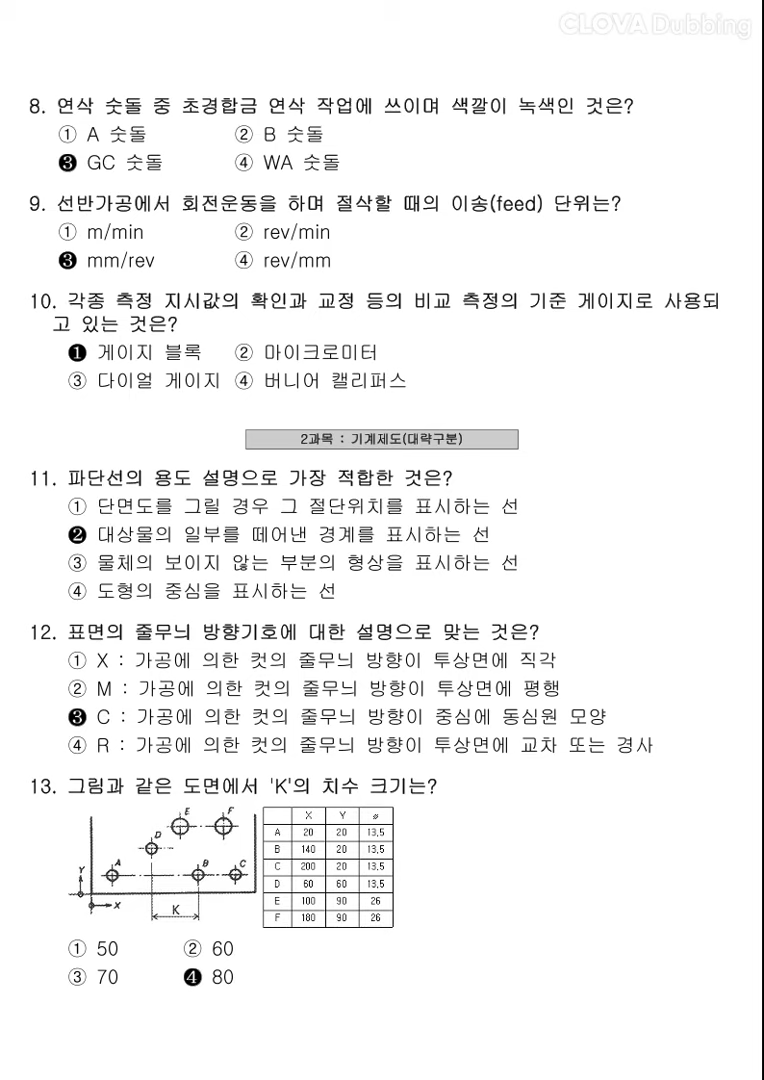 CLOVA Dubbing
8. 연삭 숫돌 중 초경합금 연삭 작업에 쓰이며 색깔이 녹색인 것은?
① A 숫돌 ② B 숫돌
❸ GC 숫돌 ④ WA 숫돌
9. 선반가공에서 회전운동을 하며 절삭할 때의 이송(feed) 단위는?
① m/min ② rev/min
❸ mm/rev ④ rev/mm
10. 각종 측정 지시값의 확인과 교정 등의 비교 측정의 기준 게이지로 사용되
고 있는 것은?
❶ 게이지 블록 ② 마이크로미터
③ 다이얼 게이지 ④ 버니어 캘리퍼스
2과목 : 기계제도(대략구분)
11. 파단선의 용도 설명으로 가장 적합한 것은?
① 단면도를 그릴 경우 그 절단위치를 표시하는 선
❷ 대상물의 일부를 떼어낸 경계를 표시하는 선
③ 물체의 보이지 않는 부분의 형상을 표시하는 선
④ 도형의 중심을 표시하는 선
12. 표면의 줄무늬 방향기호에 대한 설명으로 맞는 것은?
① X : 가공에 의한 컷의 줄무늬 방향이 투상면에 직각
② M : 가공에 의한 컷의 줄무늬 방향이 투상면에 평행
❸ C : 가공에 의한 컷의 줄무늬 방향이 중심에 동심원 모양
④ R : 가공에 의한 컷의 줄무늬 방향이 투상면에 교차 또는 경사
13. 그림과 같은 도면에서 'K'의 치수 크기는?
E F
D
A B C
Y
X
K
X Y ⌀
A 20 20 13,5
B 140 20 13,5
C 200 20 13,5
D 60 60 13,5
E 100 90 26
F 180 90 26
① 50 ② 60
③ 70 ❹ 80